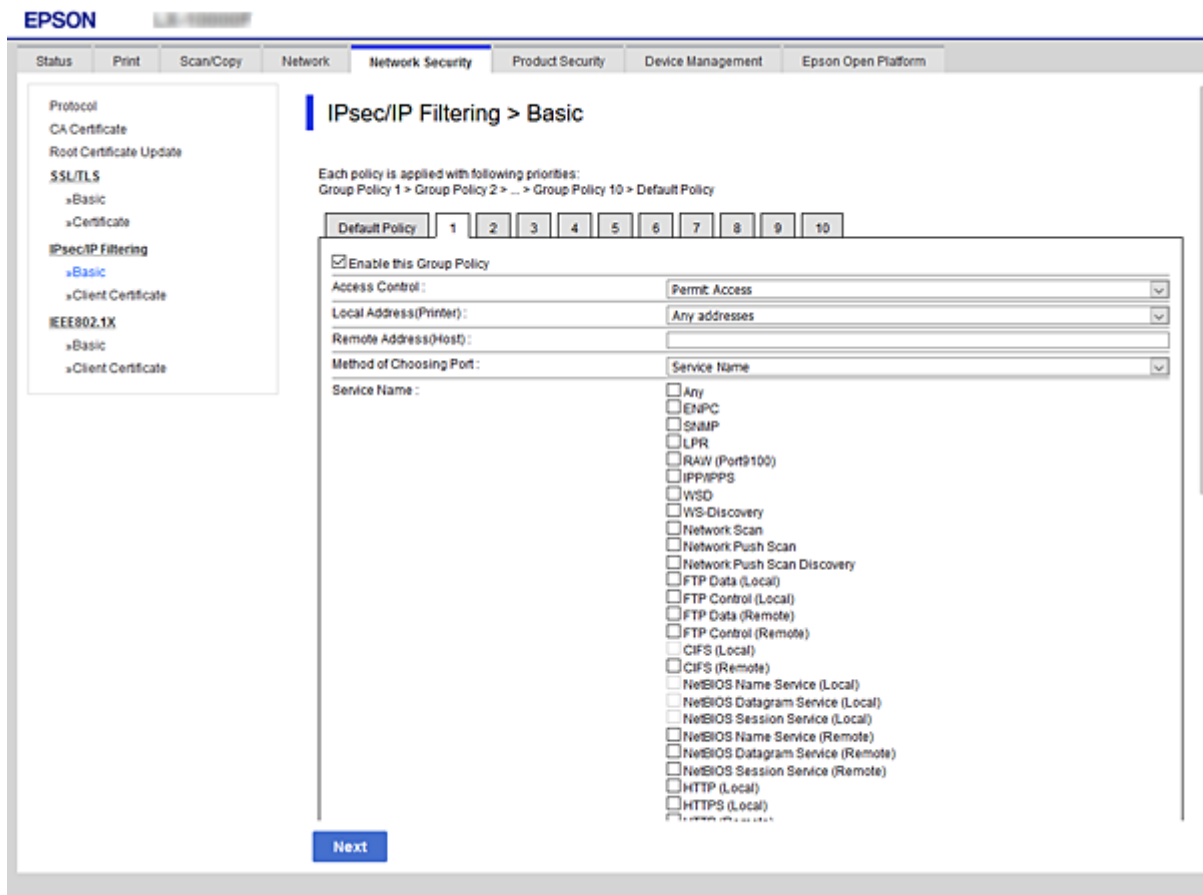 EPSON
Status Print Scan/Copy Network Network Security Product Security Device Management Epson Open Platform
Protocol
CA Certificate
Root Certificate Update
SSL/TLS
»Basic
»Certificate
IPsec/IP Filtering
»Basic
»Client Certificate
IEEE802.1X
»Basic
»Client Certificate
IPsec/IP Filtering > Basic
Each policy is applied with following priorities:
Group Policy 1 > Group Policy 2 > ... > Group Policy 10 > Default Policy
Default Policy 1 2 3 4 5 6 7 8 9 10
Enable this Group Policy
Access Control : Permit Access
Local Address(Printer) : Any addresses
Remote Address(Host) :
Method of Choosing Port : Service Name
Service Name : Any
ENPC
SNMP
LPR
RAW (Port9100)
IPP/IPPS
WSD
WS-Discovery
Network Scan
Network Push Scan
Network Push Scan Discovery
FTP Data (Local)
FTP Control (Local)
FTP Data (Remote)
FTP Control (Remote)
CIFS (Local)
CIFS (Remote)
NetBIOS Name Service (Local)
NetBIOS Datagram Service (Local)
NetBIOS Session Service (Local)
NetBIOS Name Service (Remote)
NetBIOS Datagram Service (Remote)
NetBIOS Session Service (Remote)
HTTP (Local)
HTTPS (Local)
Next